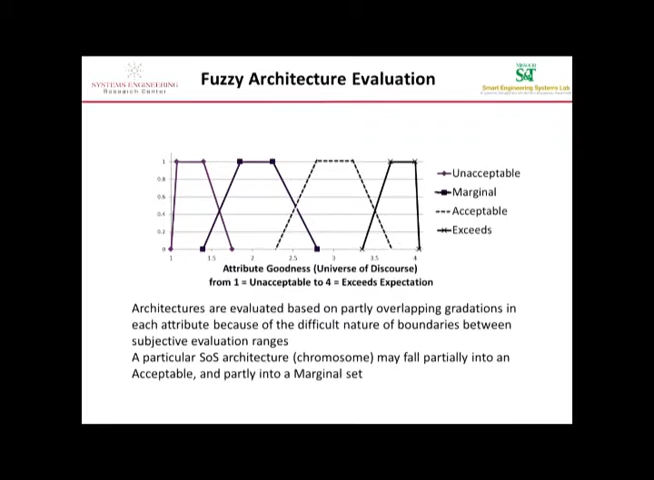 SYSTEMS ENGINEERING
Research Center
Fuzzy Architecture Evaluation
MISSOURI
S&T
Smart Engineering Systems Lab
1
0.8
0.6
0.4
0.2
0
1
1.5
2
2.5
3
3.5
4
Unacceptable
Marginal
Acceptable
Exceeds
Attribute Goodness (Universe of Discourse)
from 1 = Unacceptable to 4 = Exceeds Expectation
Architectures are evaluated based on partly overlapping gradations in
each attribute because of the difficult nature of boundaries between
subjective evaluation ranges
A particular SoS architecture (chromosome) may fall partially into an
Acceptable, and partly into a Marginal set